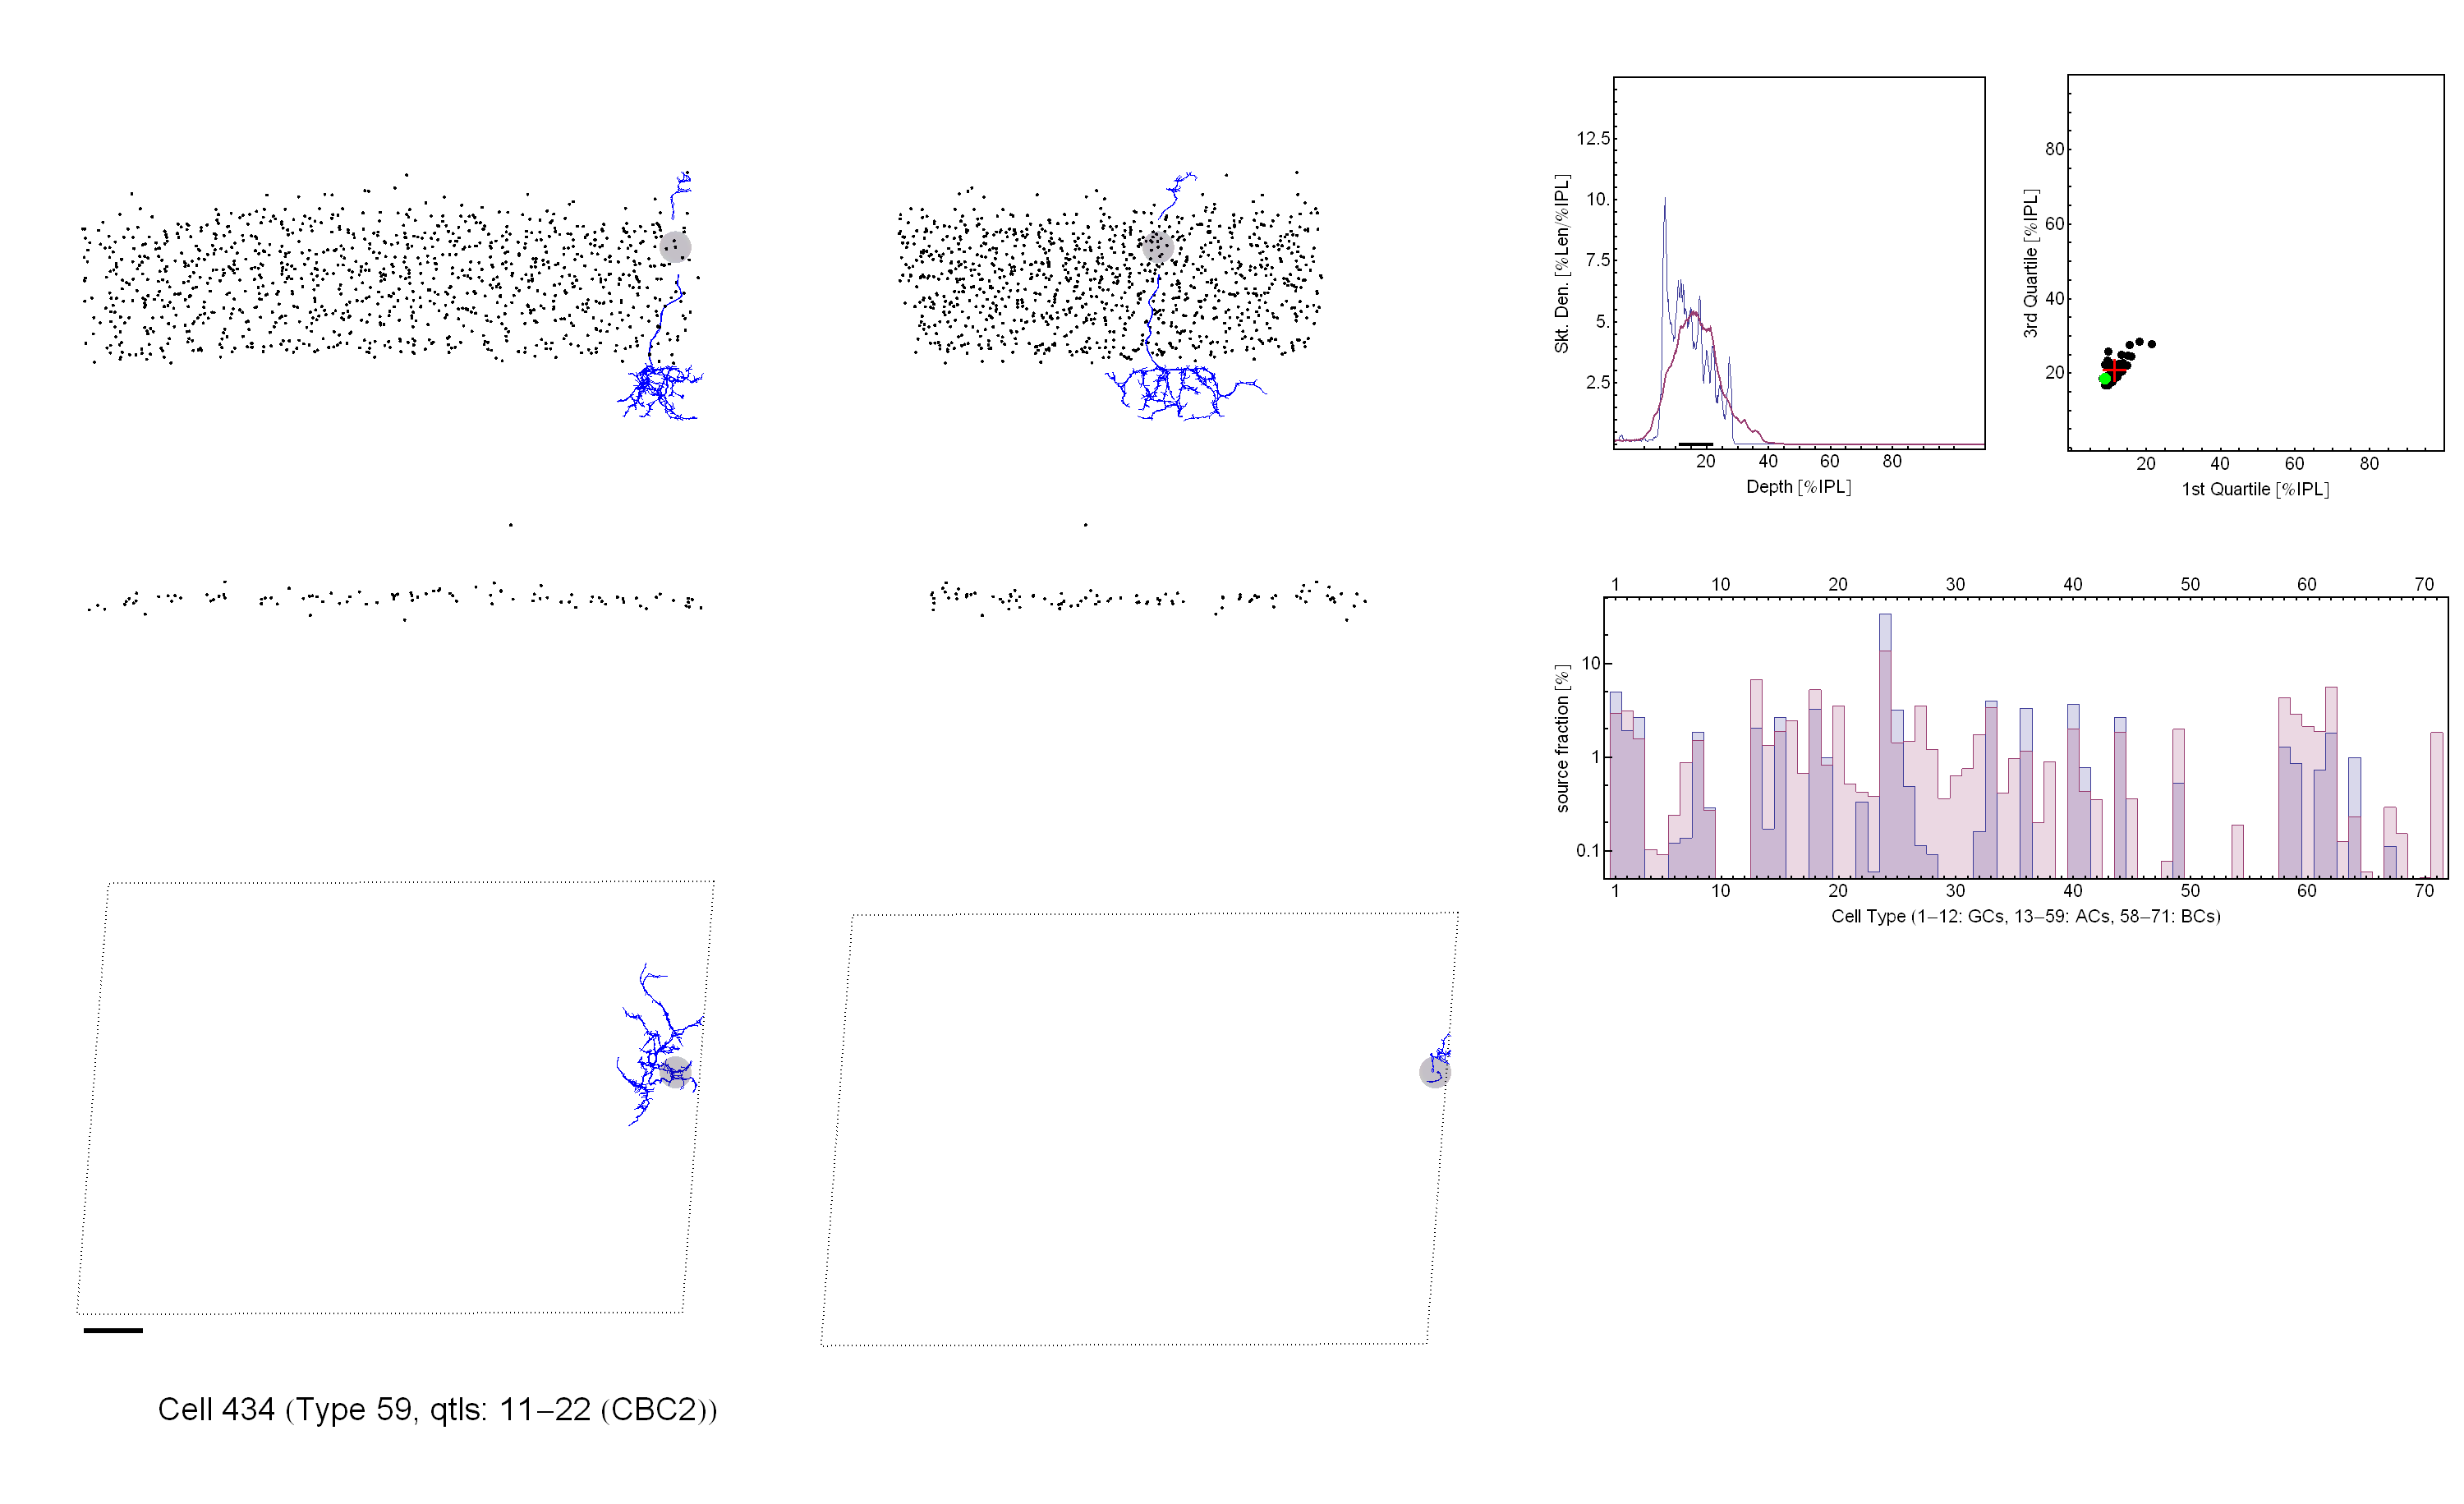 12.5
10.
7.5
5.
2.5
Skt. Den. [%Len/%IPL]
20 40 60 80
Depth [%IPL]
80
60
40
20
3rd Quartile [%IPL]
20 40 60 80
1st Quartile [%IPL]
1 10 20 30 40 50 60 70
10
1
0.1
source fraction [%]
1 10 20 30 40 50 60 70
Cell Type (1–12: GCs, 13–59: ACs, 58–71: BCs)
Cell 434 (Type 59, qtls: 11–22 (CBC2))